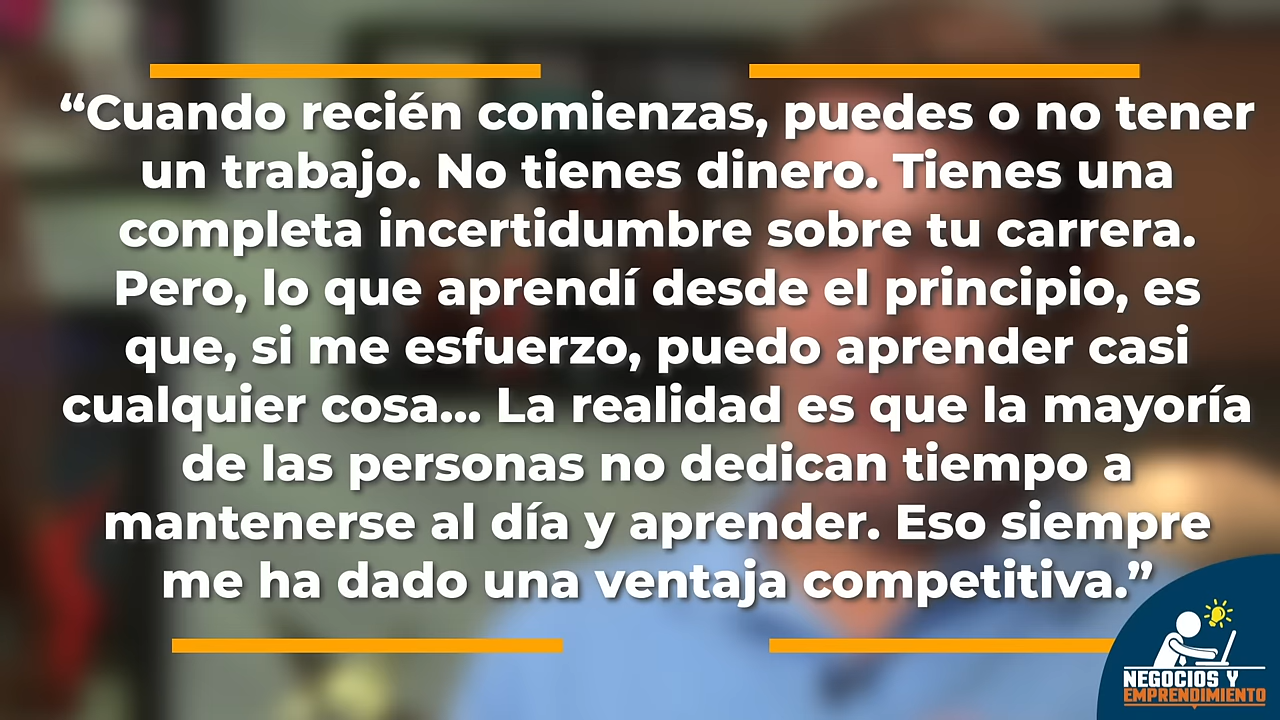 “Cuando recién comienzas, puedes o no tener
un trabajo. No tienes dinero. Tienes una
completa incertidumbre sobre tu carrera.
Pero, lo que aprendí desde el principio, es
que, si me esfuerzo, puedo aprender casi
cualquier cosa... La realidad es que la mayoría
de las personas no dedican tiempo a
mantenerse al día y aprender. Eso siempre
me ha dado una ventaja competitiva.”
NEGOCIOS Y
EMPRENDIMIENTO